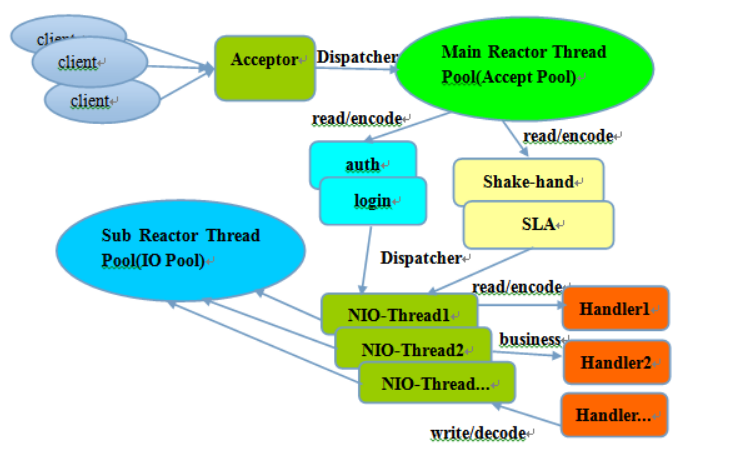 client
client
client
Acceptor
Dispatcher
Main Reactor Thread
Pool(Accept Pool)
read/encode
read/encode
auth
login
Shake-hand
SLA
Sub Reactor Thread
Pool(IO Pool)
Dispatcher
read/encode
NIO-Thread1
NIO-Thread2
NIO-Thread...
business
Handler1
Handler2
Handler...
write/decode